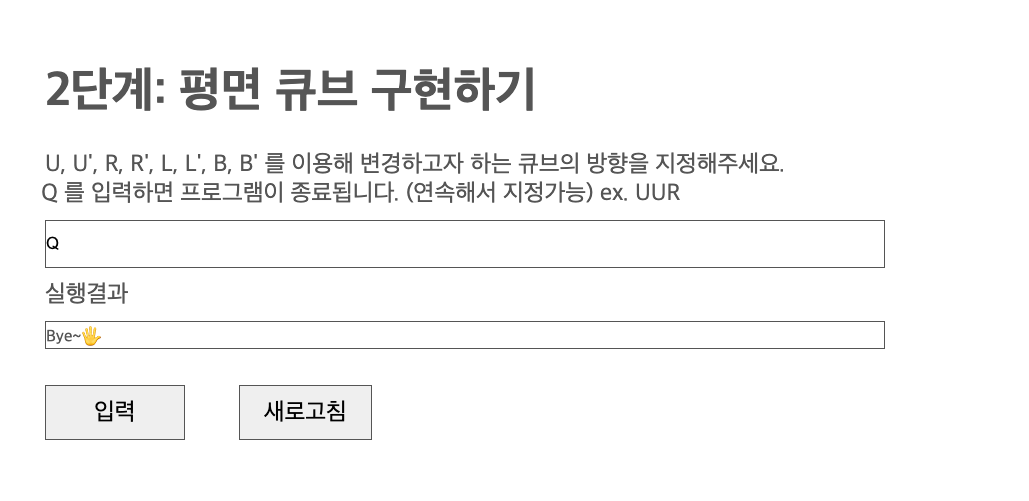 2단계: 평면 큐브 구현하기
U, U', R, R', L, L', B, B' 를 이용해 변경하고자 하는 큐브의 방향을 지정해주세요.
Q 를 입력하면 프로그램이 종료됩니다. (연속해서 지정가능) ex. UUR
Q
실행결과
Bye~🖐
입력 새로고침